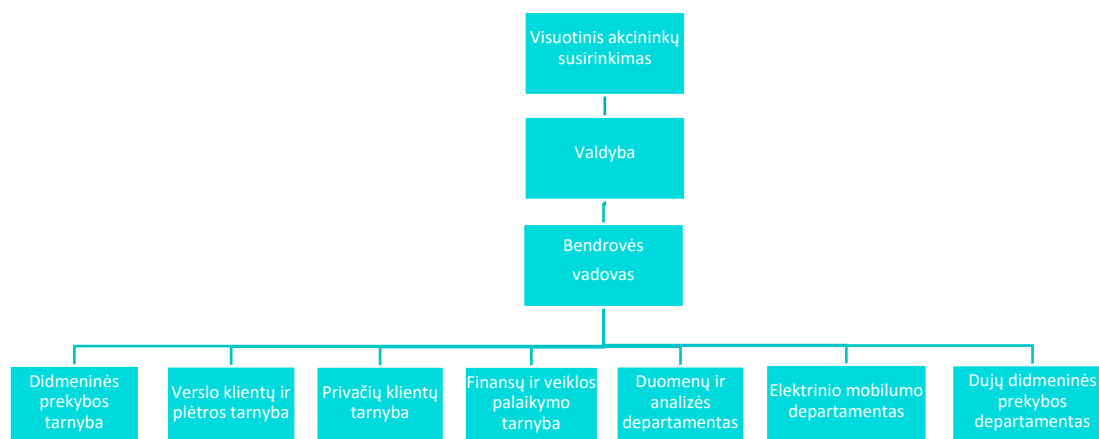 Visuotinis akcininkų
susirinkimas
Valdyba
Bendrovės
vadovas
Didmeninės
prekybos
tarnyba
Verslo klientų ir
plėtros tarnyba
Privačių klientų
tarnyba
Finansų ir veiklos
palaikymo
tarnyba
Duomenų ir
analizės
departamentas
Elektrinio mobilumo
departamentas
Dujų didmeninės
prekybos
departamentas